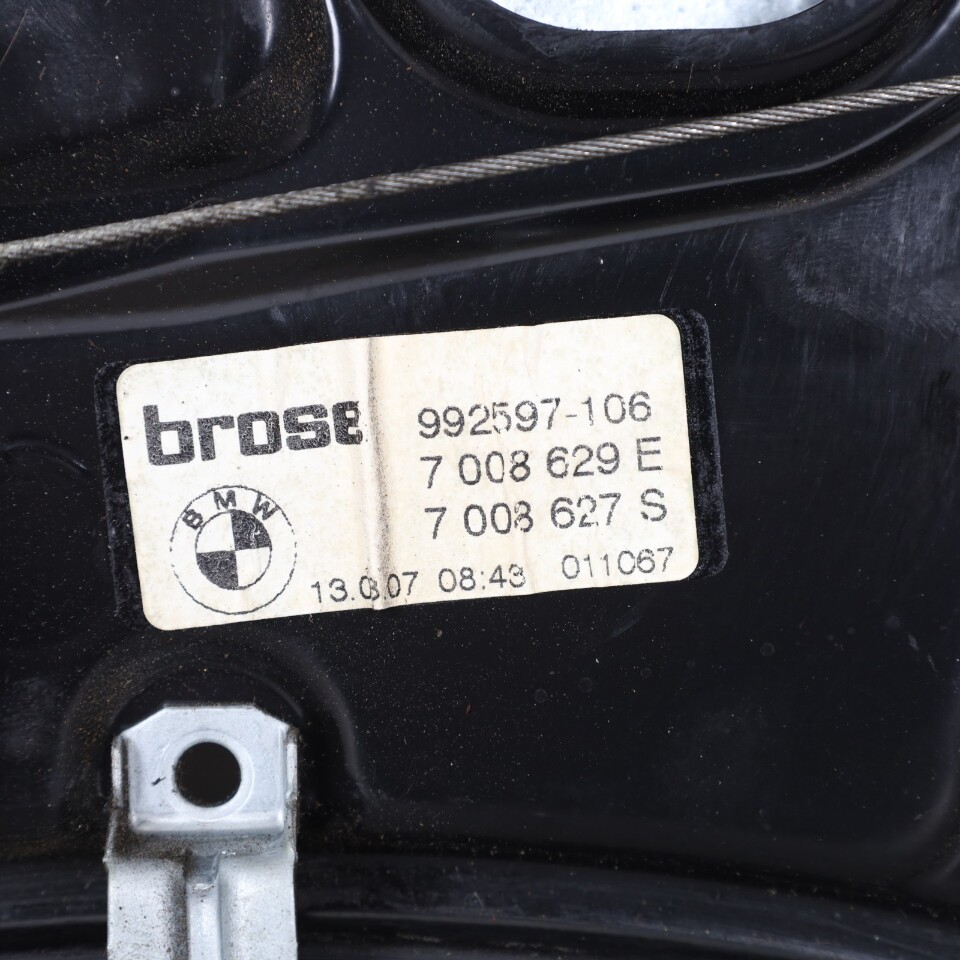 brose
992597-106
7 008 629 E
7 008 627 S
BMW
08:43 011067